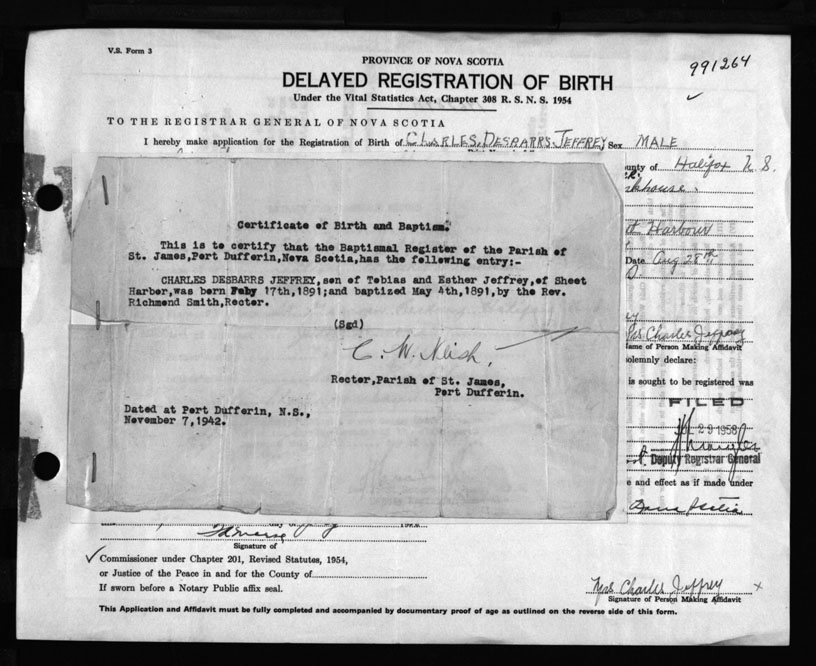 V.S. Form 3
PROVINCE OF NOVA SCOTIA
991264
DELAYED REGISTRATION OF BIRTH
Under the Vital Statistics Act, Chapter 308 R. S. N. S. 1954
TO THE REGISTRAR GENERAL OF NOVA SCOTIA
I hereby make application for the Registration of Birth of CHARLES, DESBARRS, JEFFREY, Sex MALE
unty of Halifax N. S.
Certificate of Birth and Baptism.
This is to certify that the Baptismal Register of the Parish of
St. James, Port Dufferin, Nova Scotia, has the following entry:-
t Harbour
Date Aug 28th
CHARLES DESBARRS JEFFREY, son of Tobias and Esther Jeffrey, of Sheet
Harbor, was born Feby 17th, 1891; and baptized May 4th, 1891, by the Rev.
Richmond Smith, Rector.
(Sgd)
C. W. Neish,
Rector, Parish of St. James,
Port Dufferin.
Dated at Port Dufferin, N.S.,
November 7, 1942.
Mrs Charles Jeffrey
ame of Person Making Affidavit
olemnly declare:
is sought to be registered was
FILED
29 1958
Deputy Registrar General
e and effect as if made under
Signature of
✓ Commissioner under Chapter 201, Revised Statutes, 1954,
or Justice of the Peace in and for the County of
If sworn before a Notary Public affix seal.
Mrs Charles Jeffrey x
Signature of Person Making Affidavit
This Application and Affidavit must be fully completed and accompanied by documentary proof of age as outlined on the reverse side of this form.